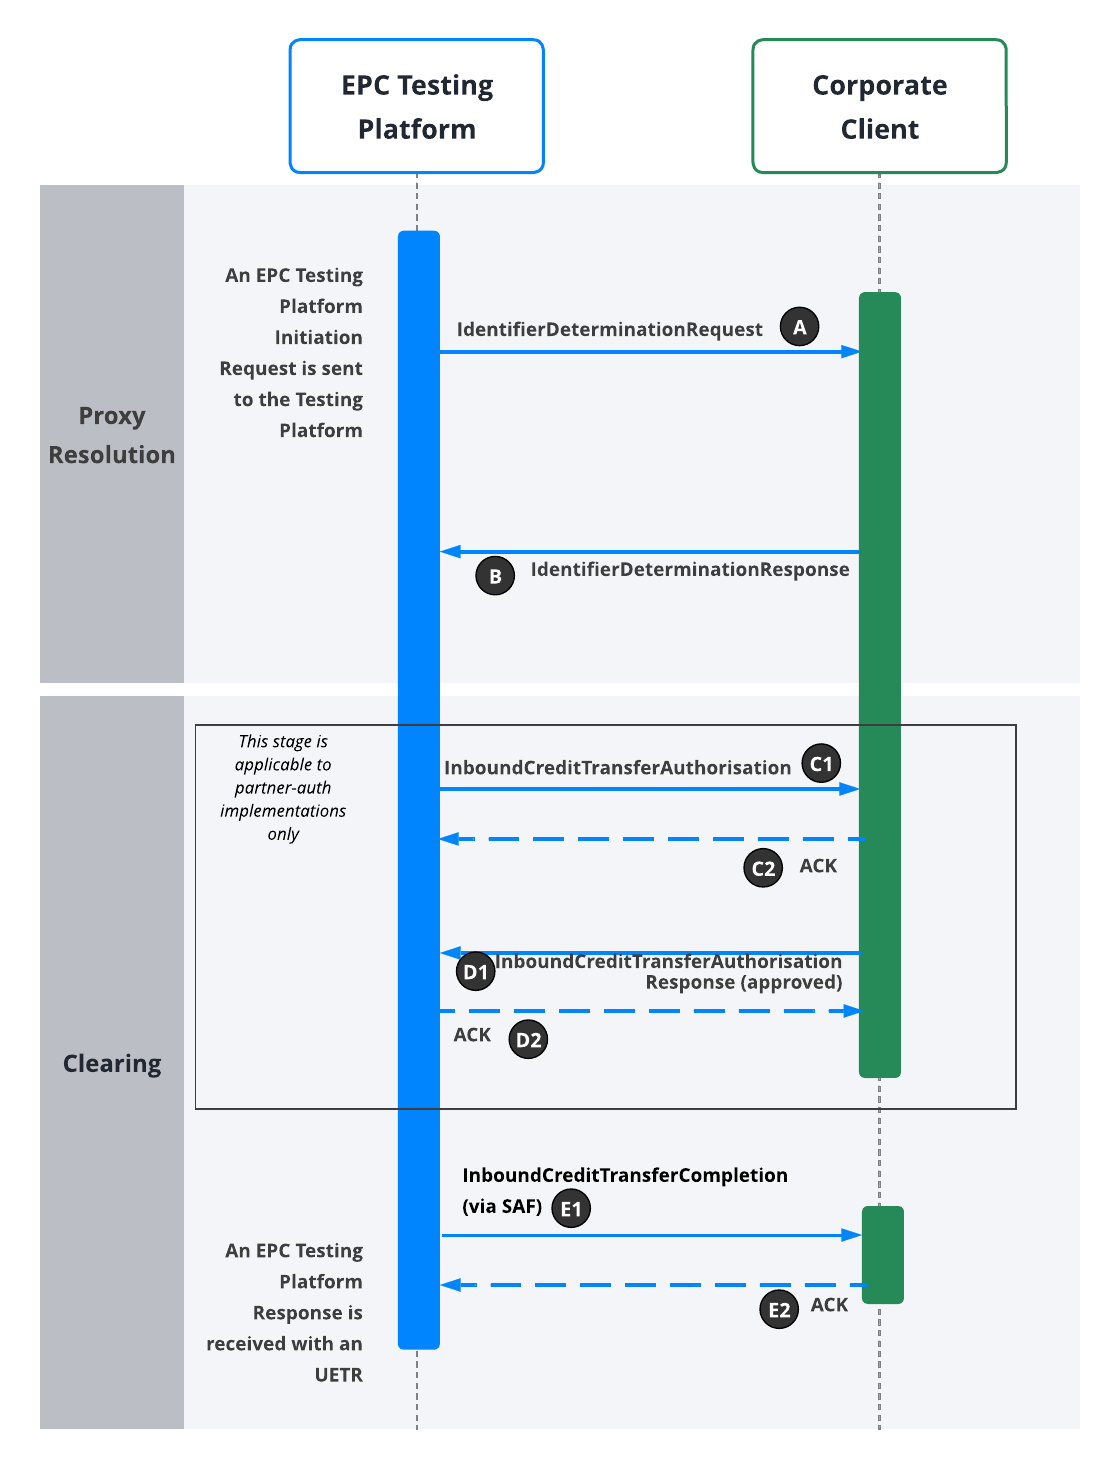 EPC Testing
Platform
Corporate
Client
Proxy
Resolution
An EPC Testing
Platform
Initiation
Request is sent
to the Testing
Platform
IdentifierDeterminationRequest
A
B
IdentifierDeterminationResponse
Clearing
This stage is
applicable to
partner-auth
implementations
only
InboundCreditTransferAuthorisation
C1
C2
ACK
D1
InboundCreditTransferAuthorisation
Response (approved)
ACK
D2
InboundCreditTransferCompletion
(via SAF)
E1
An EPC Testing
Platform
Response is
received with an
UETR
E2
ACK